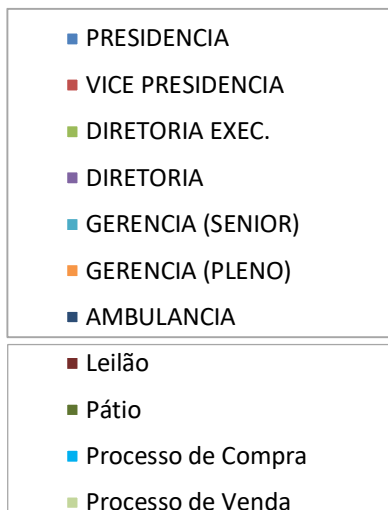 PRESIDENCIA
VICE PRESIDENCIA
DIRETORIA EXEC.
DIRETORIA
GERENCIA (SENIOR)
GERENCIA (PLENO)
AMBULANCIA
Leilão
Pátio
Processo de Compra
Processo de Venda